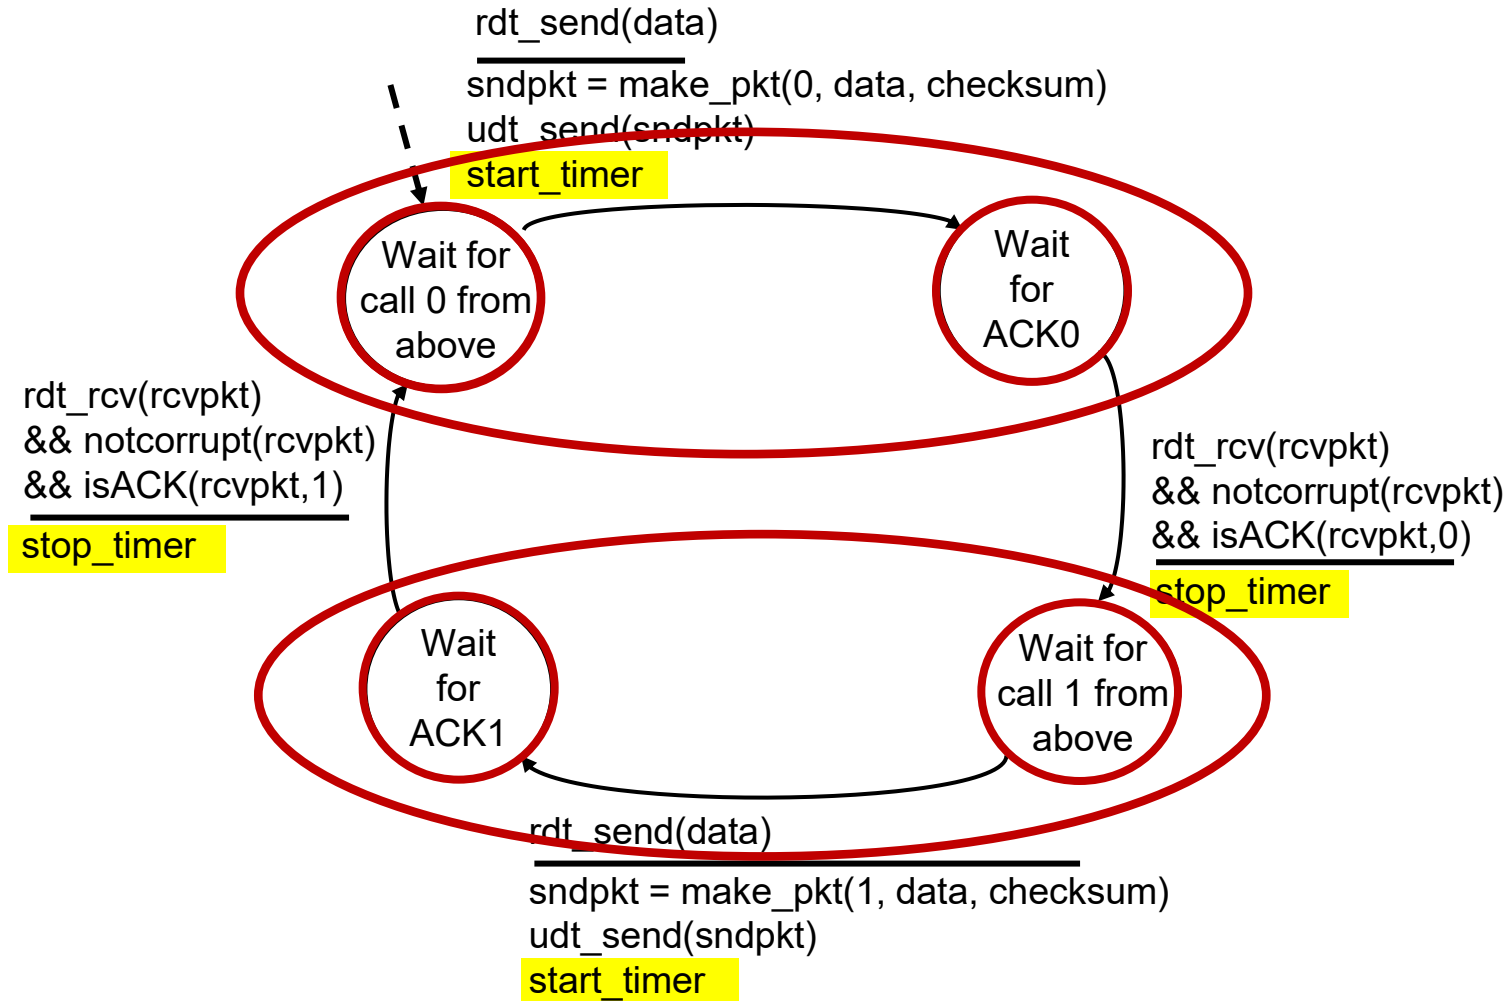 rdt_send(data)
sndpkt = make_pkt(0, data, checksum)
udt_send(sndpkt)
start_timer
Wait for
call 0 from
above
Wait
for
ACK0
rdt_rcv(rcvpkt)
&& notcorrupt(rcvpkt)
&& isACK(rcvpkt,1)
stop_timer
rdt_rcv(rcvpkt)
&& notcorrupt(rcvpkt)
&& isACK(rcvpkt,0)
stop_timer
Wait
for
ACK1
Wait for
call 1 from
above
rdt_send(data)
sndpkt = make_pkt(1, data, checksum)
udt_send(sndpkt)
start_timer